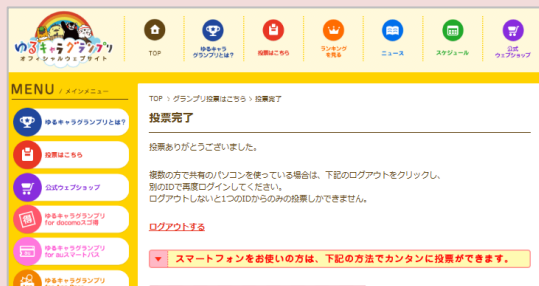 ゆるキャラグランプリ
オフィシャルウェブサイト
TOP
ゆるキャラ
グランプリとは?
投票はこちら
ランキング
を見る
ニュース
スケジュール
公式
ウェブショップ
MENU / メインメニュー
ゆるキャラグランプリとは?
投票はこちら
公式ウェブショップ
得
ゆるキャラグランプリ
for docomoスゴ得
ゆるキャラグランプリ
for auスマートパス
ゆるキャラグランプリ
TOP > グランプリ投票はこちら > 投票完了
投票完了
投票ありがとうございました。
複数の方で共有のパソコンを使っている場合は、下記のログアウトをクリックし、
別のIDで再度ログインしてください。
ログアウトしないと1つのIDからのみの投票しかできません。
ログアウトする
▼ スマートフォンをお使いの方は、下記の方法でカンタンに投票ができます。